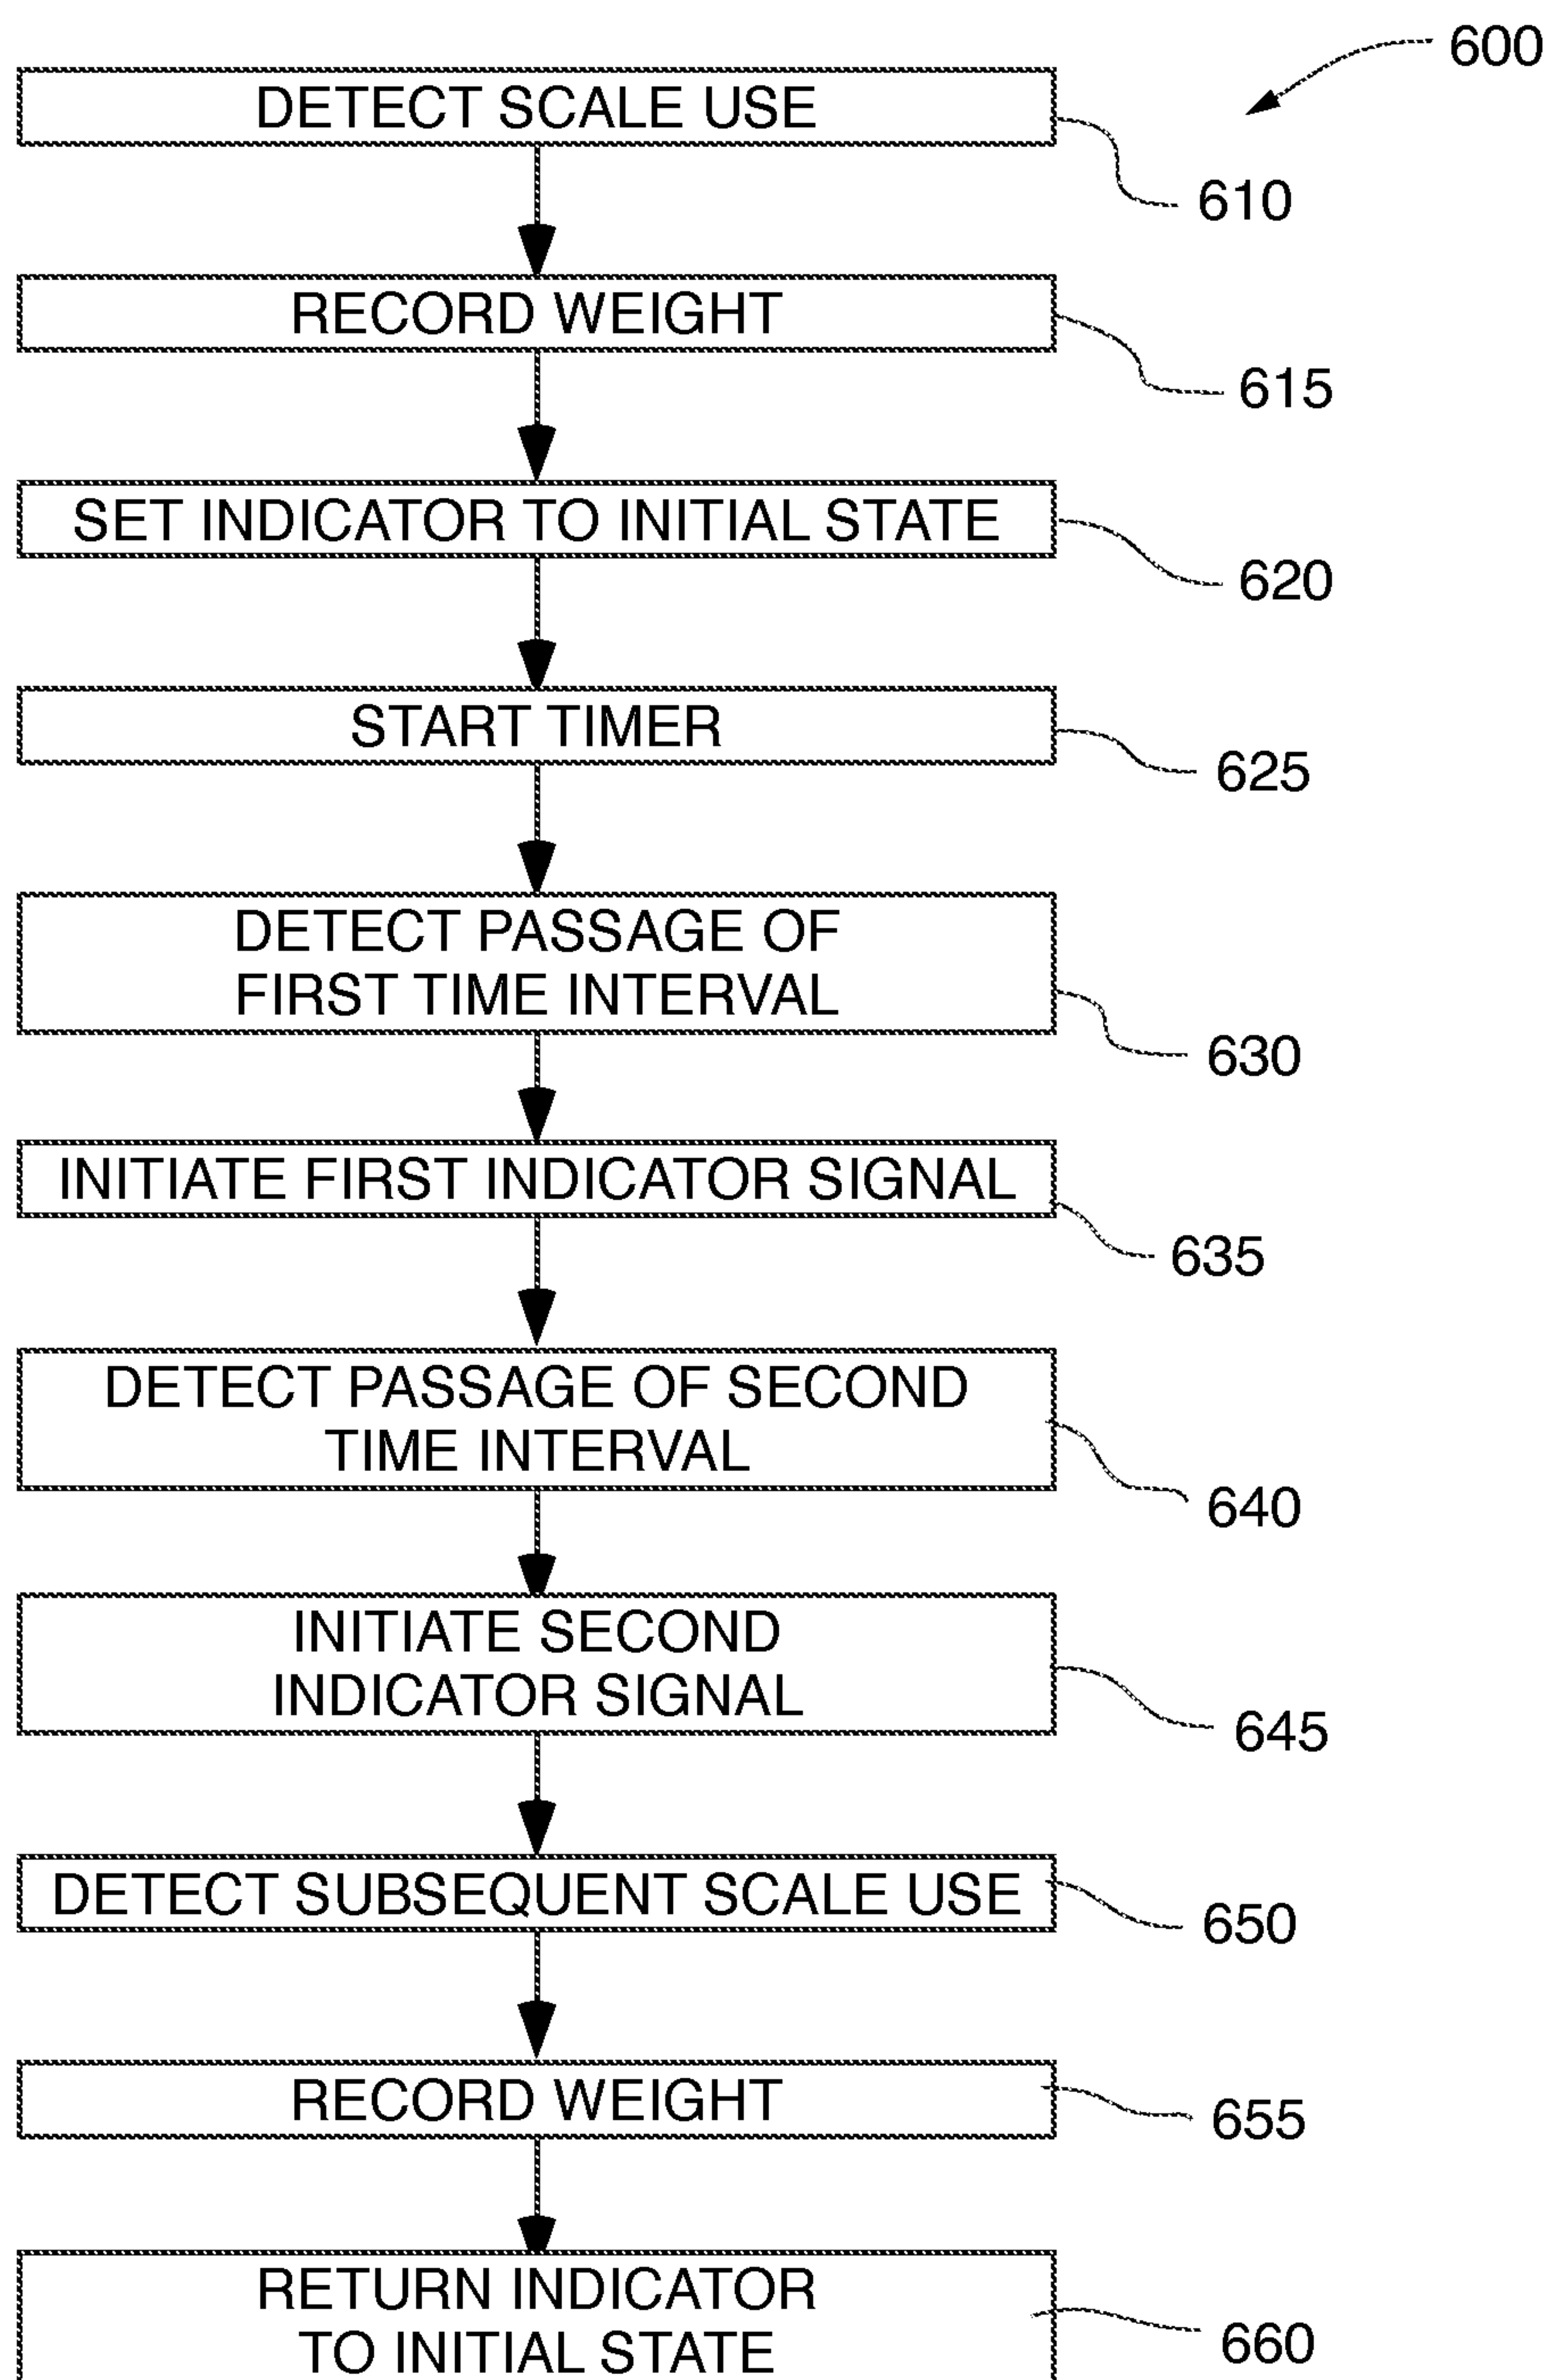 600
DETECT SCALE USE
610
RECORD WEIGHT
615
SET INDICATOR TO INITIAL STATE
620
START TIMER
625
DETECT PASSAGE OF
FIRST TIME INTERVAL
630
INITIATE FIRST INDICATOR SIGNAL
635
DETECT PASSAGE OF SECOND
TIME INTERVAL
640
INITIATE SECOND
INDICATOR SIGNAL
645
DETECT SUBSEQUENT SCALE USE
650
RECORD WEIGHT
655
RETURN INDICATOR
TO INITIAL STATE
660